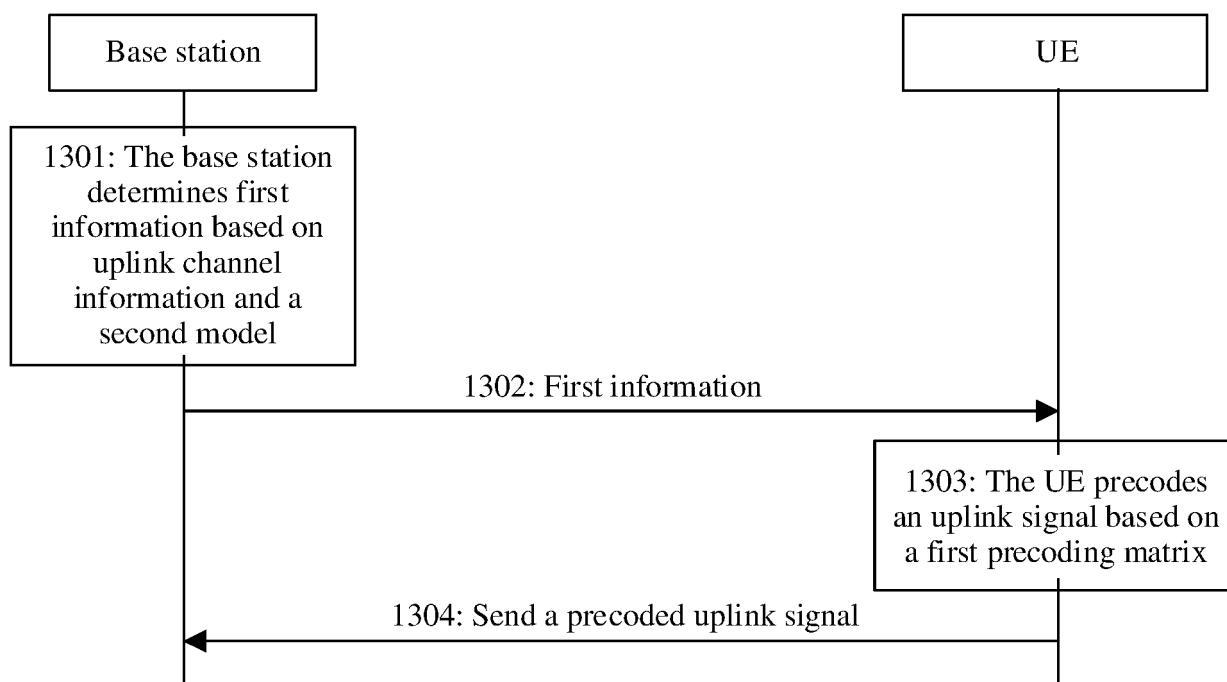 Base station
UE
1301: The base station
determines first
information based on
uplink channel
information and a
second model
1302: First information
1303: The UE precodes
an uplink signal based on
a first precoding matrix
1304: Send a precoded uplink signal